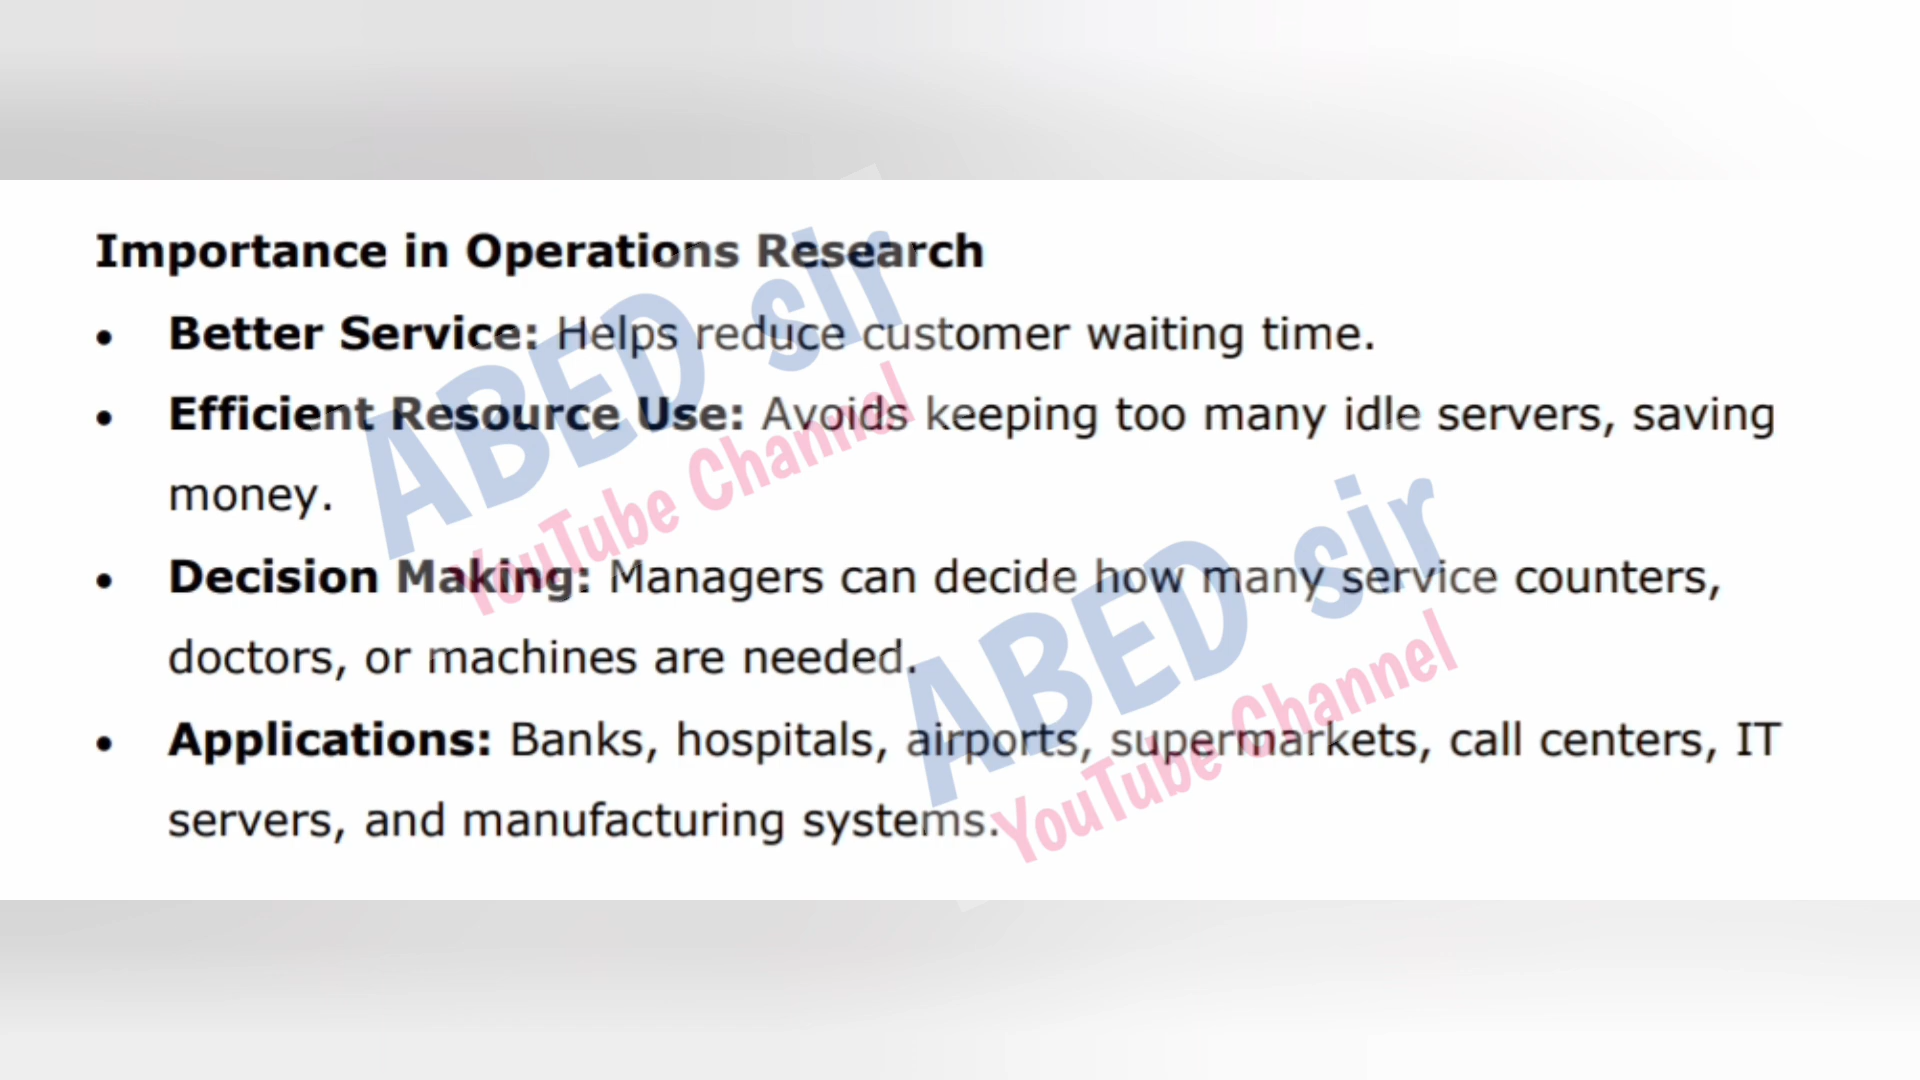 Importance in Operations Research
• Better Service: Helps reduce customer waiting time.
• Efficient Resource Use: Avoids keeping too many idle servers, saving
money.
• Decision Making: Managers can decide how many service counters,
doctors, or machines are needed.
• Applications: Banks, hospitals, airports, supermarkets, call centers, IT
servers, and manufacturing systems.
ABED sir
YouTube Channel
ABED sir
YouTube Channel